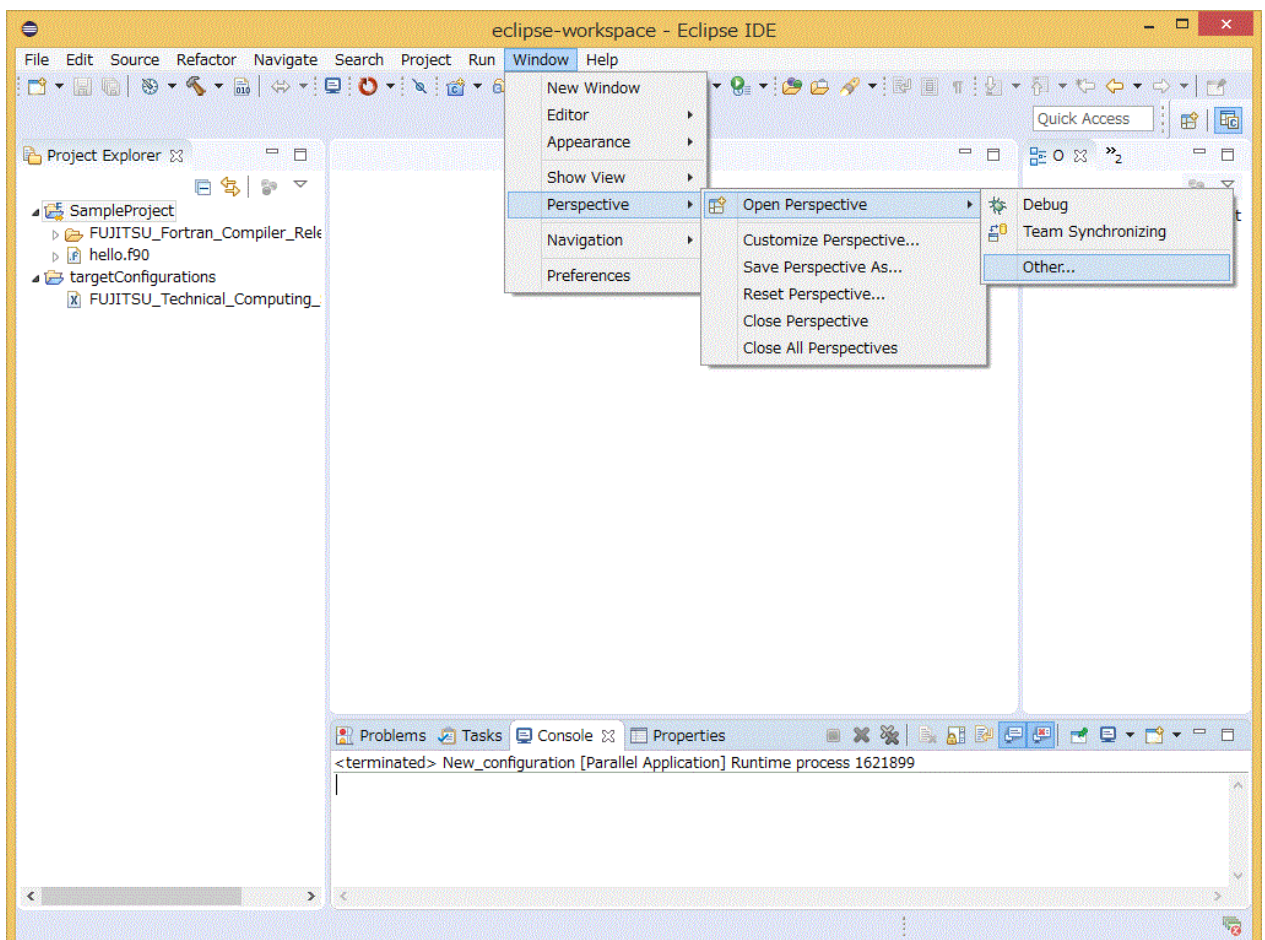 eclipse-workspace - Eclipse IDE
File Edit Source Refactor Navigate Search Project Run Window Help
Quick Access
Project Explorer
SampleProject
FUJITSU_Fortran_Compiler_Rele
hello.f90
targetConfigurations
FUJITSU_Technical_Computing_
New Window
Editor
Appearance
Show View
Perspective
Navigation
Preferences
Open Perspective
Customize Perspective...
Save Perspective As...
Reset Perspective...
Close Perspective
Close All Perspectives
Debug
Team Synchronizing
Other...
O »2
t
Problems Tasks Console Properties
<terminated> New_configuration [Parallel Application] Runtime process 1621899